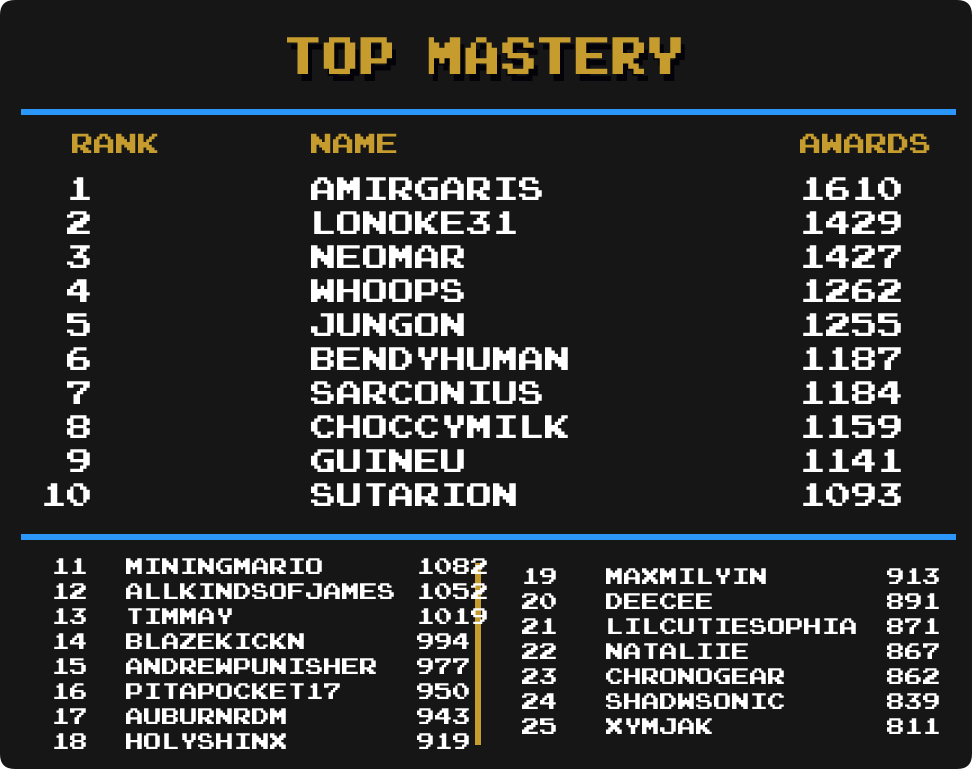 TOP MASTERY
RANK NAME AWARDS
1 AMIRGARIS 1610
2 LONOKE31 1429
3 NEOMAR 1427
4 WHOOPS 1262
5 JUNGON 1255
6 BENDYHUMAN 1187
7 SARCONIUS 1184
8 CHOCCYMILK 1159
9 GUINEU 1141
10 SUTARION 1093
11 MININGMARIO 1082
12 ALLKINDSOFJAMES 1052
13 TIMMAY 1019
14 BLAZEKICKN 994
15 ANDREWPUNISHER 977
16 PITAPOCKET17 950
17 AUBURNRDM 943
18 HOLYSHINX 919
19 MAXMILYIN 913
20 DEECEE 891
21 LILCUTIESOPHIA 871
22 NATALIIE 867
23 CHRONOGEAR 862
24 SHADWSONIC 839
25 XYMJAK 811